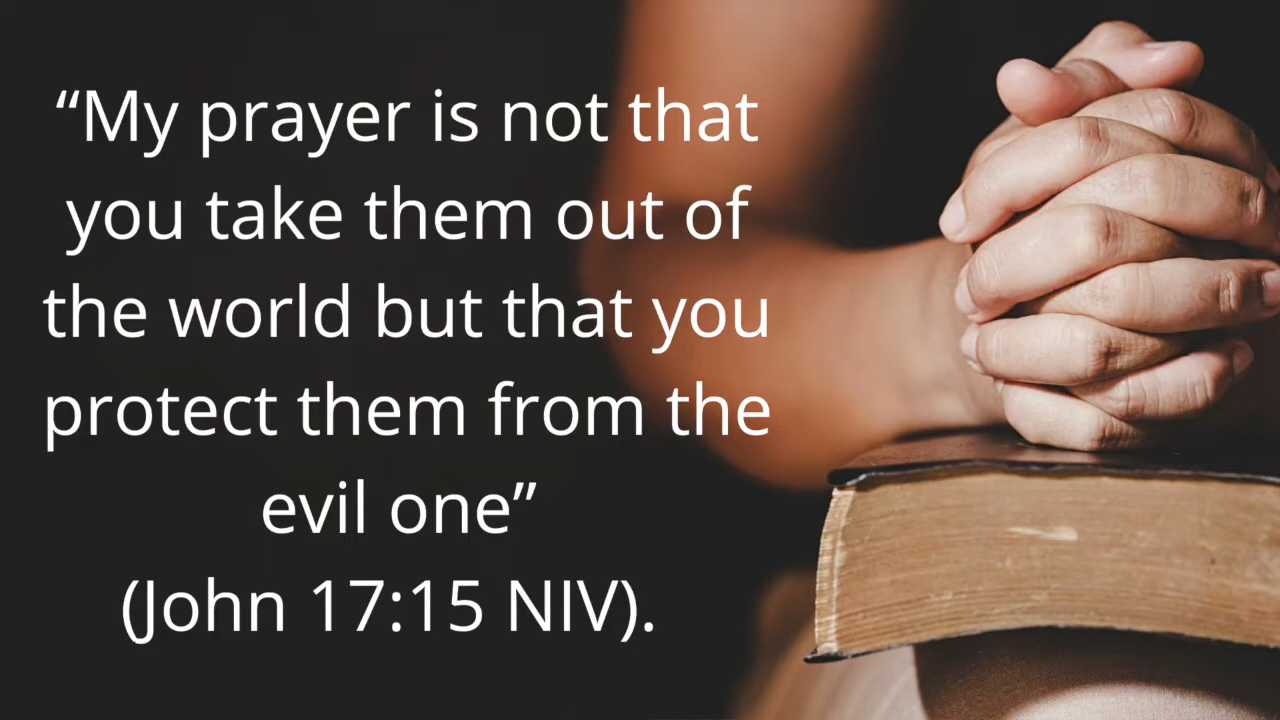 “My prayer is not that
you take them out of
the world but that you
protect them from the
evil one”
(John 17:15 NIV).